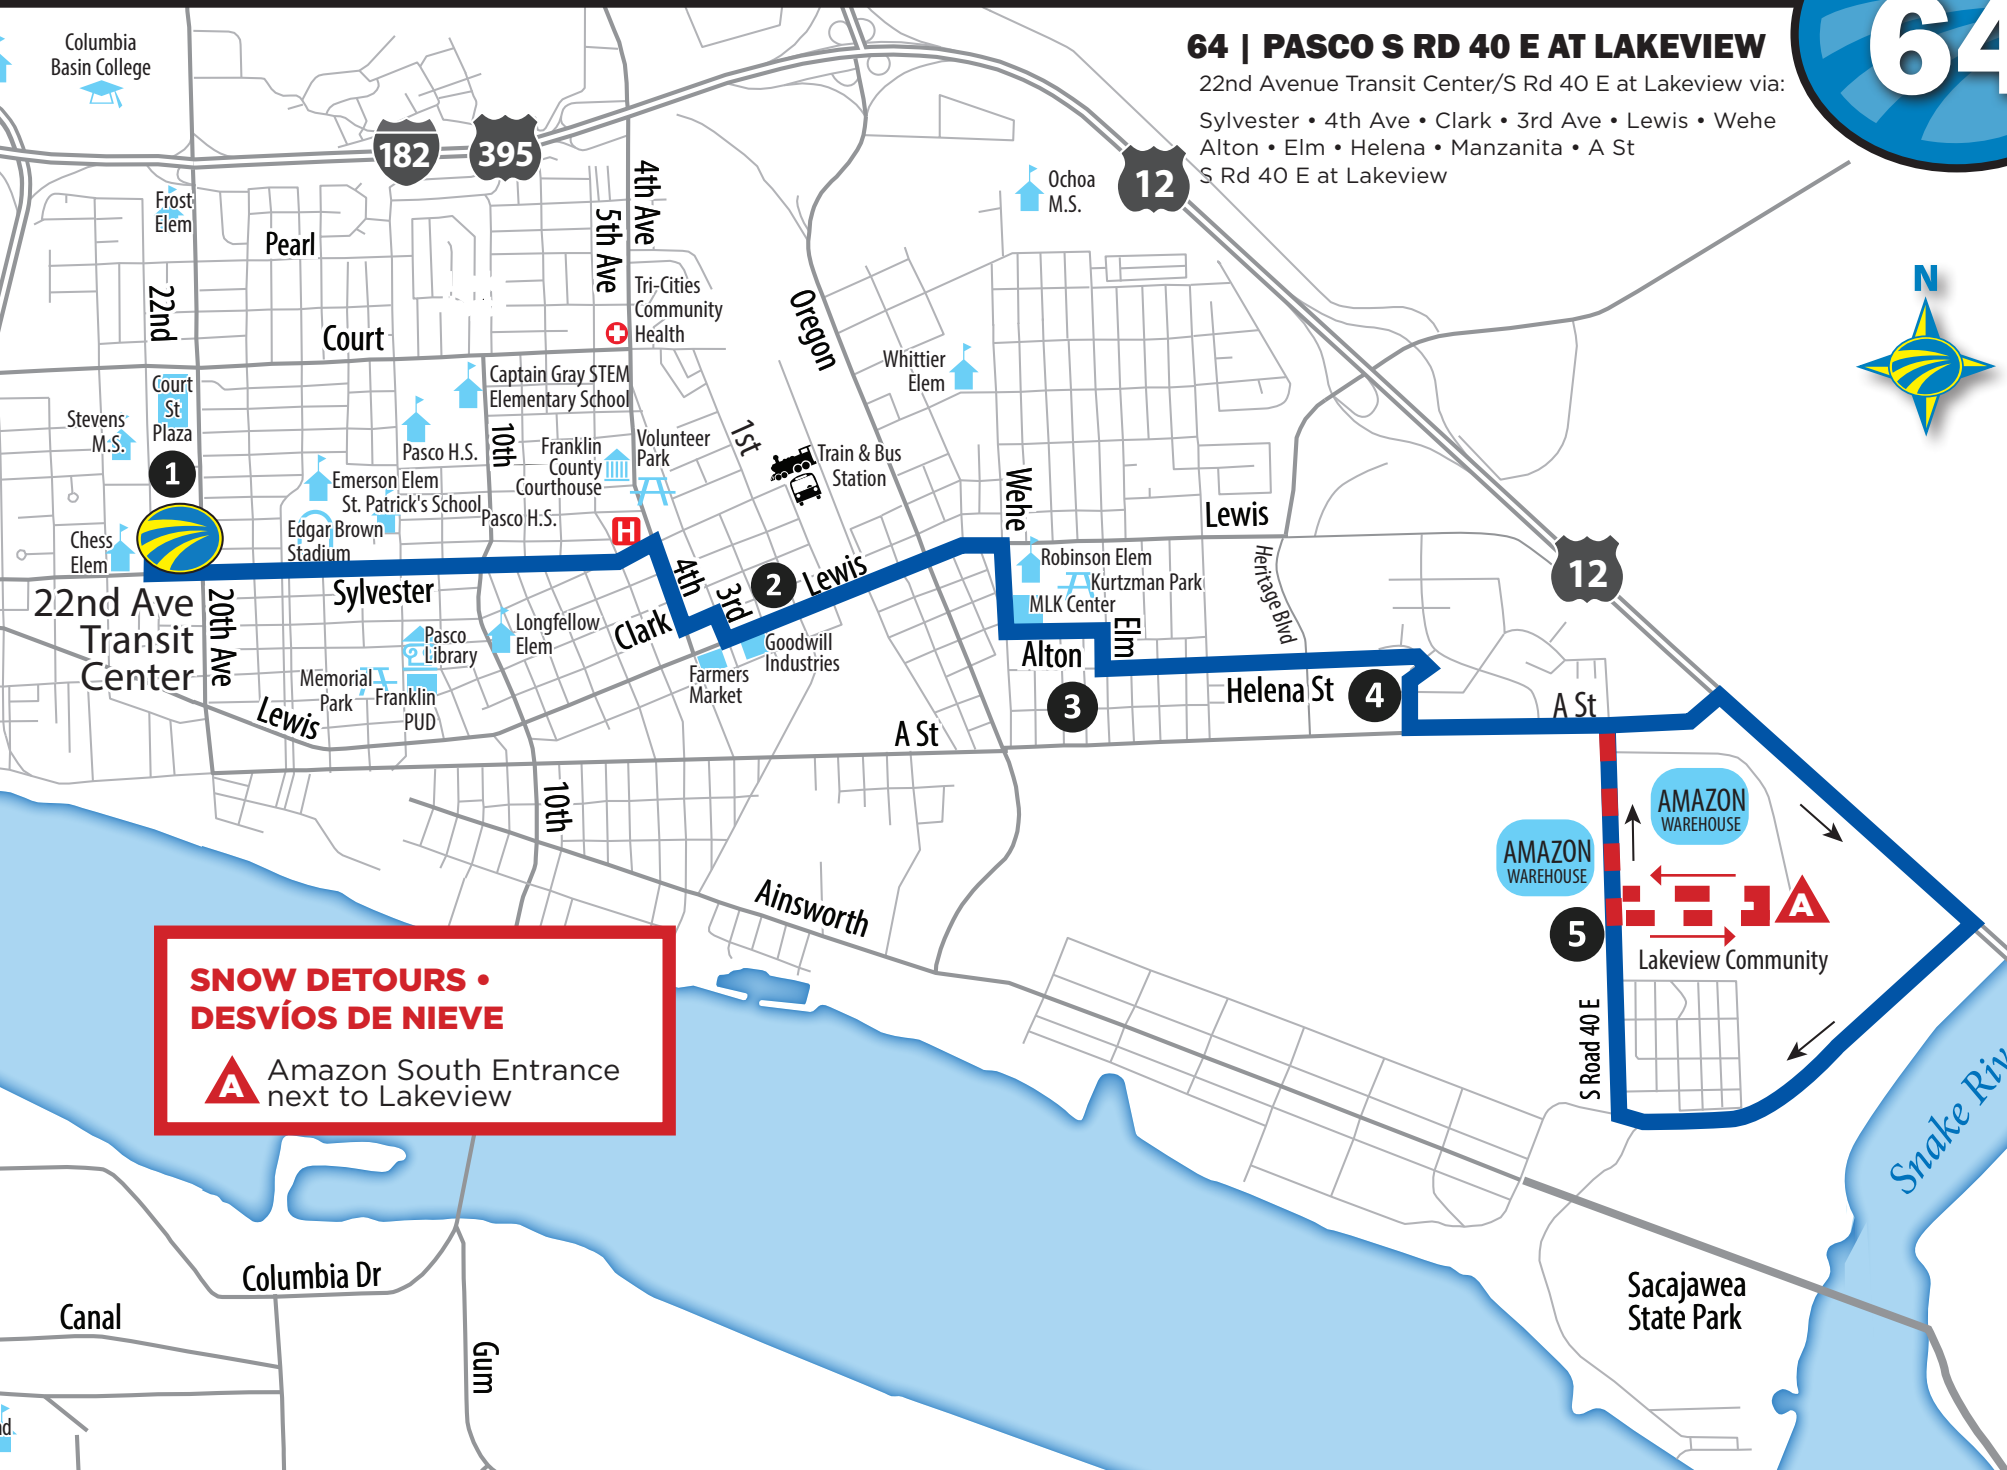 64
64 | PASCO S RD 40 E AT LAKEVIEW
22nd Avenue Transit Center/S Rd 40 E at Lakeview via:
Sylvester • 4th Ave • Clark • 3rd Ave • Lewis • Wehe
Alton • Elm • Helena • Manzanita • A St
S Rd 40 E at Lakeview
Columbia
Basin College
182
395
12
Ochoa
M.S.
N
Frost
Elem
Pearl
22nd
5th Ave
4th Ave
Tri-Cities
Community
Health
Court
Oregon
Whittier
Elem
Court
St
Plaza
Stevens
M.S.
1
Captain Gray STEM
Elementary School
Pasco H.S.
10th
Franklin
County
Courthouse
Volunteer
Park
1st
Train & Bus
Station
Emerson Elem
St. Patrick's School
Pasco H.S.
Edgar Brown
Stadium
H
Wehe
Lewis
Chess
Elem
Sylvester
22nd Ave
Transit
Center
20th Ave
4th
3rd
2
Lewis
Clark
Robinson Elem
Kurtzman Park
MLK Center
Heritage Blvd
12
Elm
Alton
Longfellow
Elem
Pasco
Library
Goodwill
Industries
Farmers
Market
Memorial
Park
Franklin
PUD
Lewis
3
Helena St
4
A St
A St
10th
AMAZON
WAREHOUSE
AMAZON
WAREHOUSE
A
5
Lakeview Community
Ainsworth
S Road 40 E
SNOW DETOURS •
DESVÍOS DE NIEVE
A
Amazon South Entrance
next to Lakeview
Snake Riv
Columbia Dr
Canal
Gum
Sacajawea
State Park